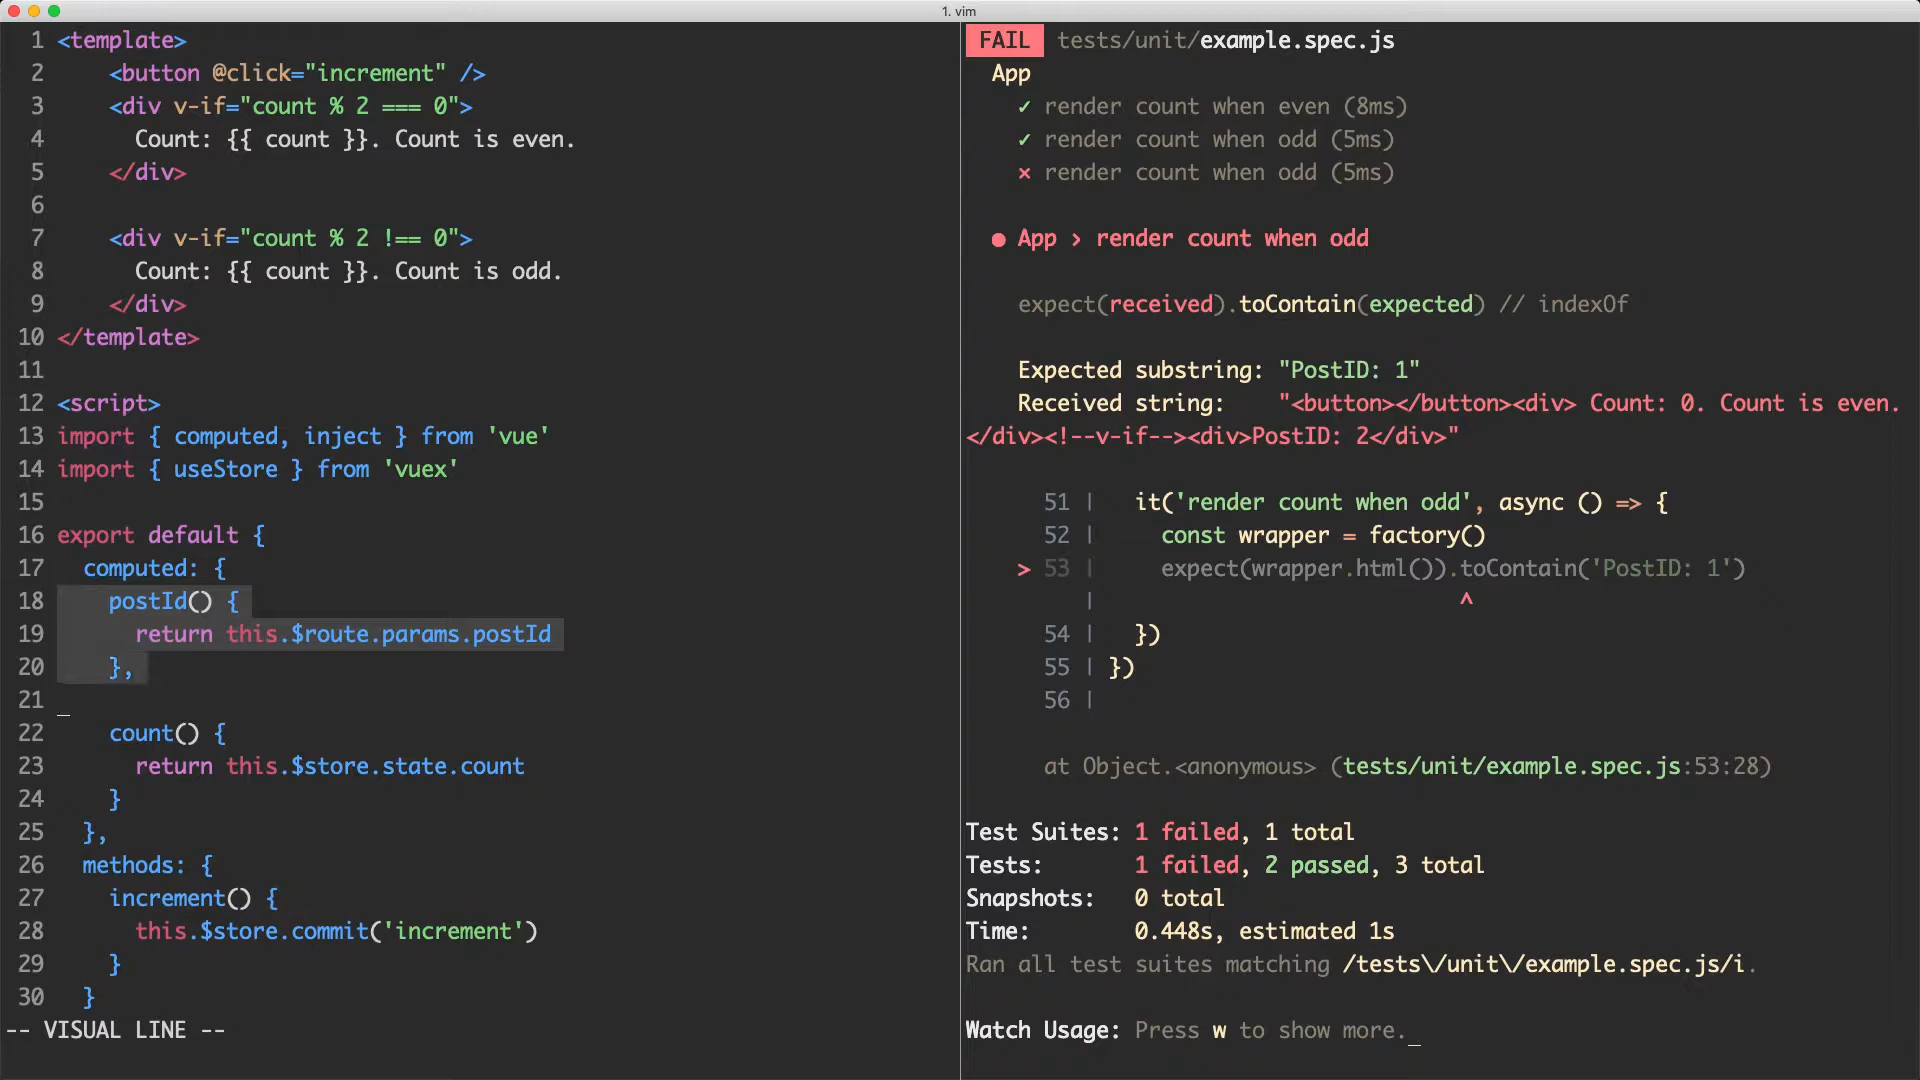 1. vim
1 <template>
2     <button @click="increment" />
3     <div v-if="count % 2 === 0">
4       Count: {{ count }}. Count is even.
5     </div>
6
7     <div v-if="count % 2 !== 0">
8       Count: {{ count }}. Count is odd.
9     </div>
10 </template>
11
12 <script>
13 import { computed, inject } from 'vue'
14 import { useStore } from 'vuex'
15
16 export default {
17   computed: {
18     postId() {
19       return this.$route.params.postId
20     },
21
22     count() {
23       return this.$store.state.count
24     }
25   },
26   methods: {
27     increment() {
28       this.$store.commit('increment')
29     }
30   }
-- VISUAL LINE --
FAIL tests/unit/example.spec.js
  App
    ✓ render count when even (8ms)
    ✓ render count when odd (5ms)
    × render count when odd (5ms)
  ● App › render count when odd
    expect(received).toContain(expected) // indexOf
    Expected substring: "PostID: 1"
    Received string:    "<button></button><div> Count: 0. Count is even.
</div><!--v-if--><div>PostID: 2</div>"
      51 |   it('render count when odd', async () => {
      52 |     const wrapper = factory()
    > 53 |     expect(wrapper.html()).toContain('PostID: 1')
         |                            ^
      54 |   })
      55 | })
      56 |
      at Object.<anonymous> (tests/unit/example.spec.js:53:28)
Test Suites: 1 failed, 1 total
Tests:       1 failed, 2 passed, 3 total
Snapshots:   0 total
Time:        0.448s, estimated 1s
Ran all test suites matching /tests\/unit\/example.spec.js/i.
Watch Usage: Press w to show more.